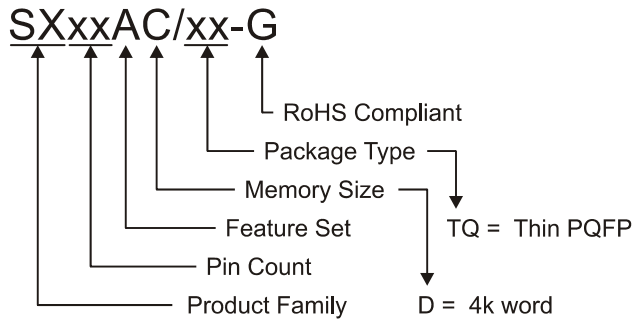 SXxxAC/xx-G
RoHS Compliant
Package Type
Memory Size
Feature Set
TQ = Thin PQFP
Pin Count
Product Family
D = 4k word